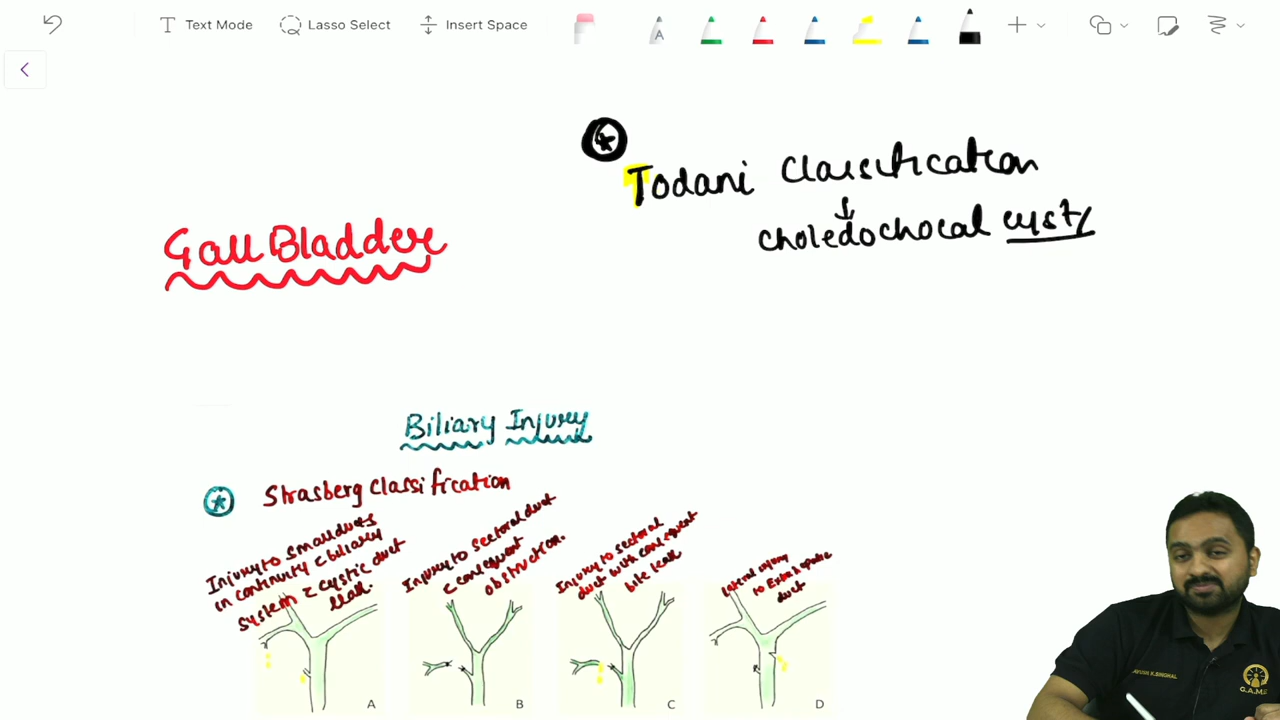 Text Mode
Lasso Select
Insert Space
A
Todani Classification
choledochocal cyst
Gall Bladder
Biliary Injury
Strasberg Classification
Injury to small ducts
in continuity c biliary
system c cystic duct
leak.
Injury to sectoral duct
c consequent
obstruction.
Injury to sectoral
duct with consequent
bile leak
lateral injury
to Extrahepatic
duct
A
B
C
D
AYUSH K.SINGHAL
G.A.M.E